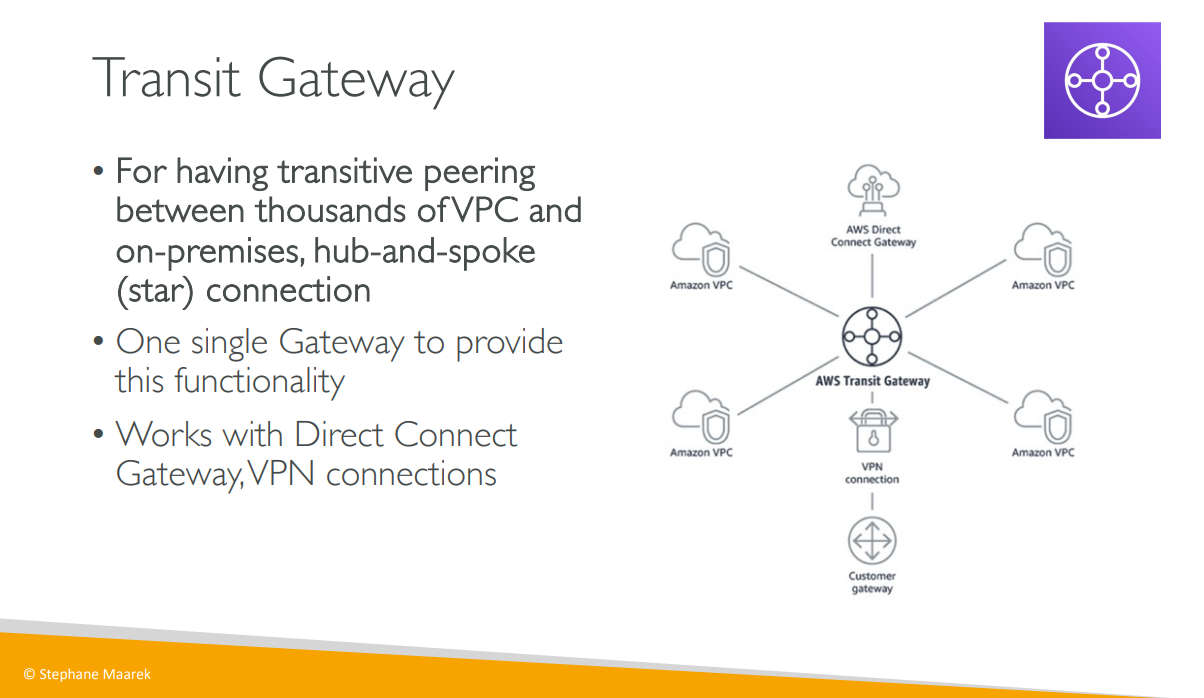 Transit Gateway
• For having transitive peering
between thousands of VPC and
on-premises, hub-and-spoke
(star) connection
• One single Gateway to provide
this functionality
• Works with Direct Connect
Gateway, VPN connections
AWS Direct
Connect Gateway
Amazon VPC
Amazon VPC
AWS Transit Gateway
Amazon VPC
Amazon VPC
VPN
connection
Customer
gateway
© Stephane Maarek